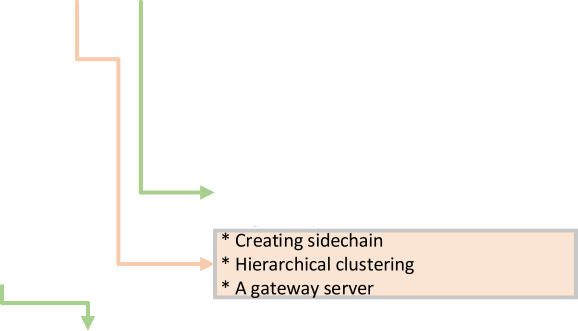 * Creating sidechain
* Hierarchical clustering
* A gateway server